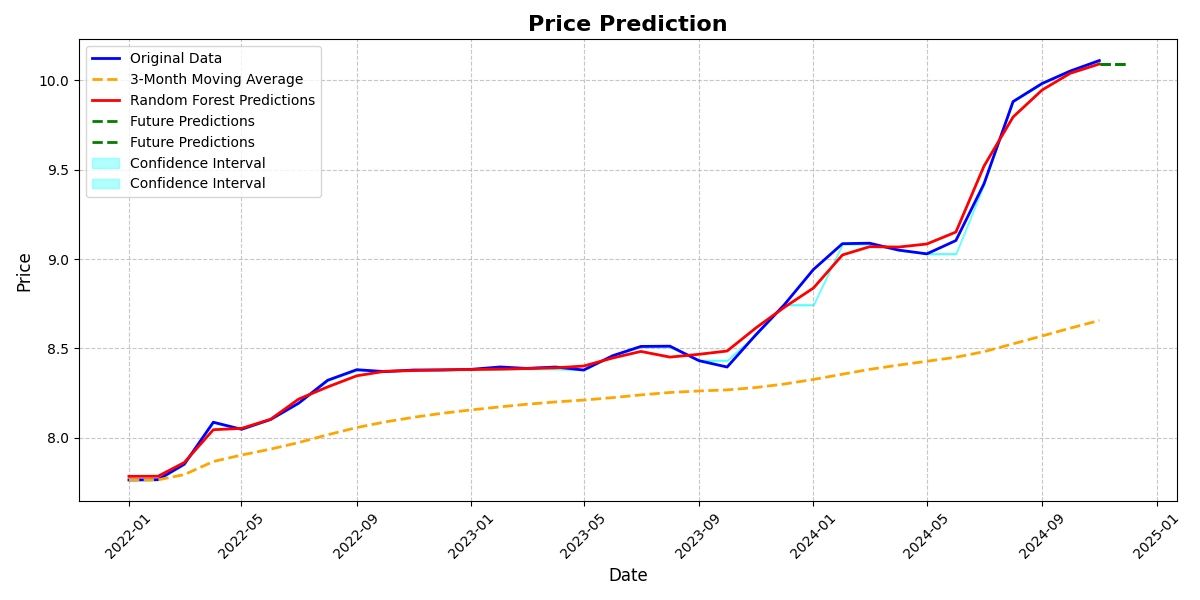 Price Prediction
Original Data
3-Month Moving Average
Random Forest Predictions
Future Predictions
Future Predictions
Confidence Interval
Confidence Interval
Price
10.0
9.5
9.0
8.5
8.0
2022-01
2022-05
2022-09
2023-01
2023-05
2023-09
2024-01
2024-05
2024-09
2025-01
Date